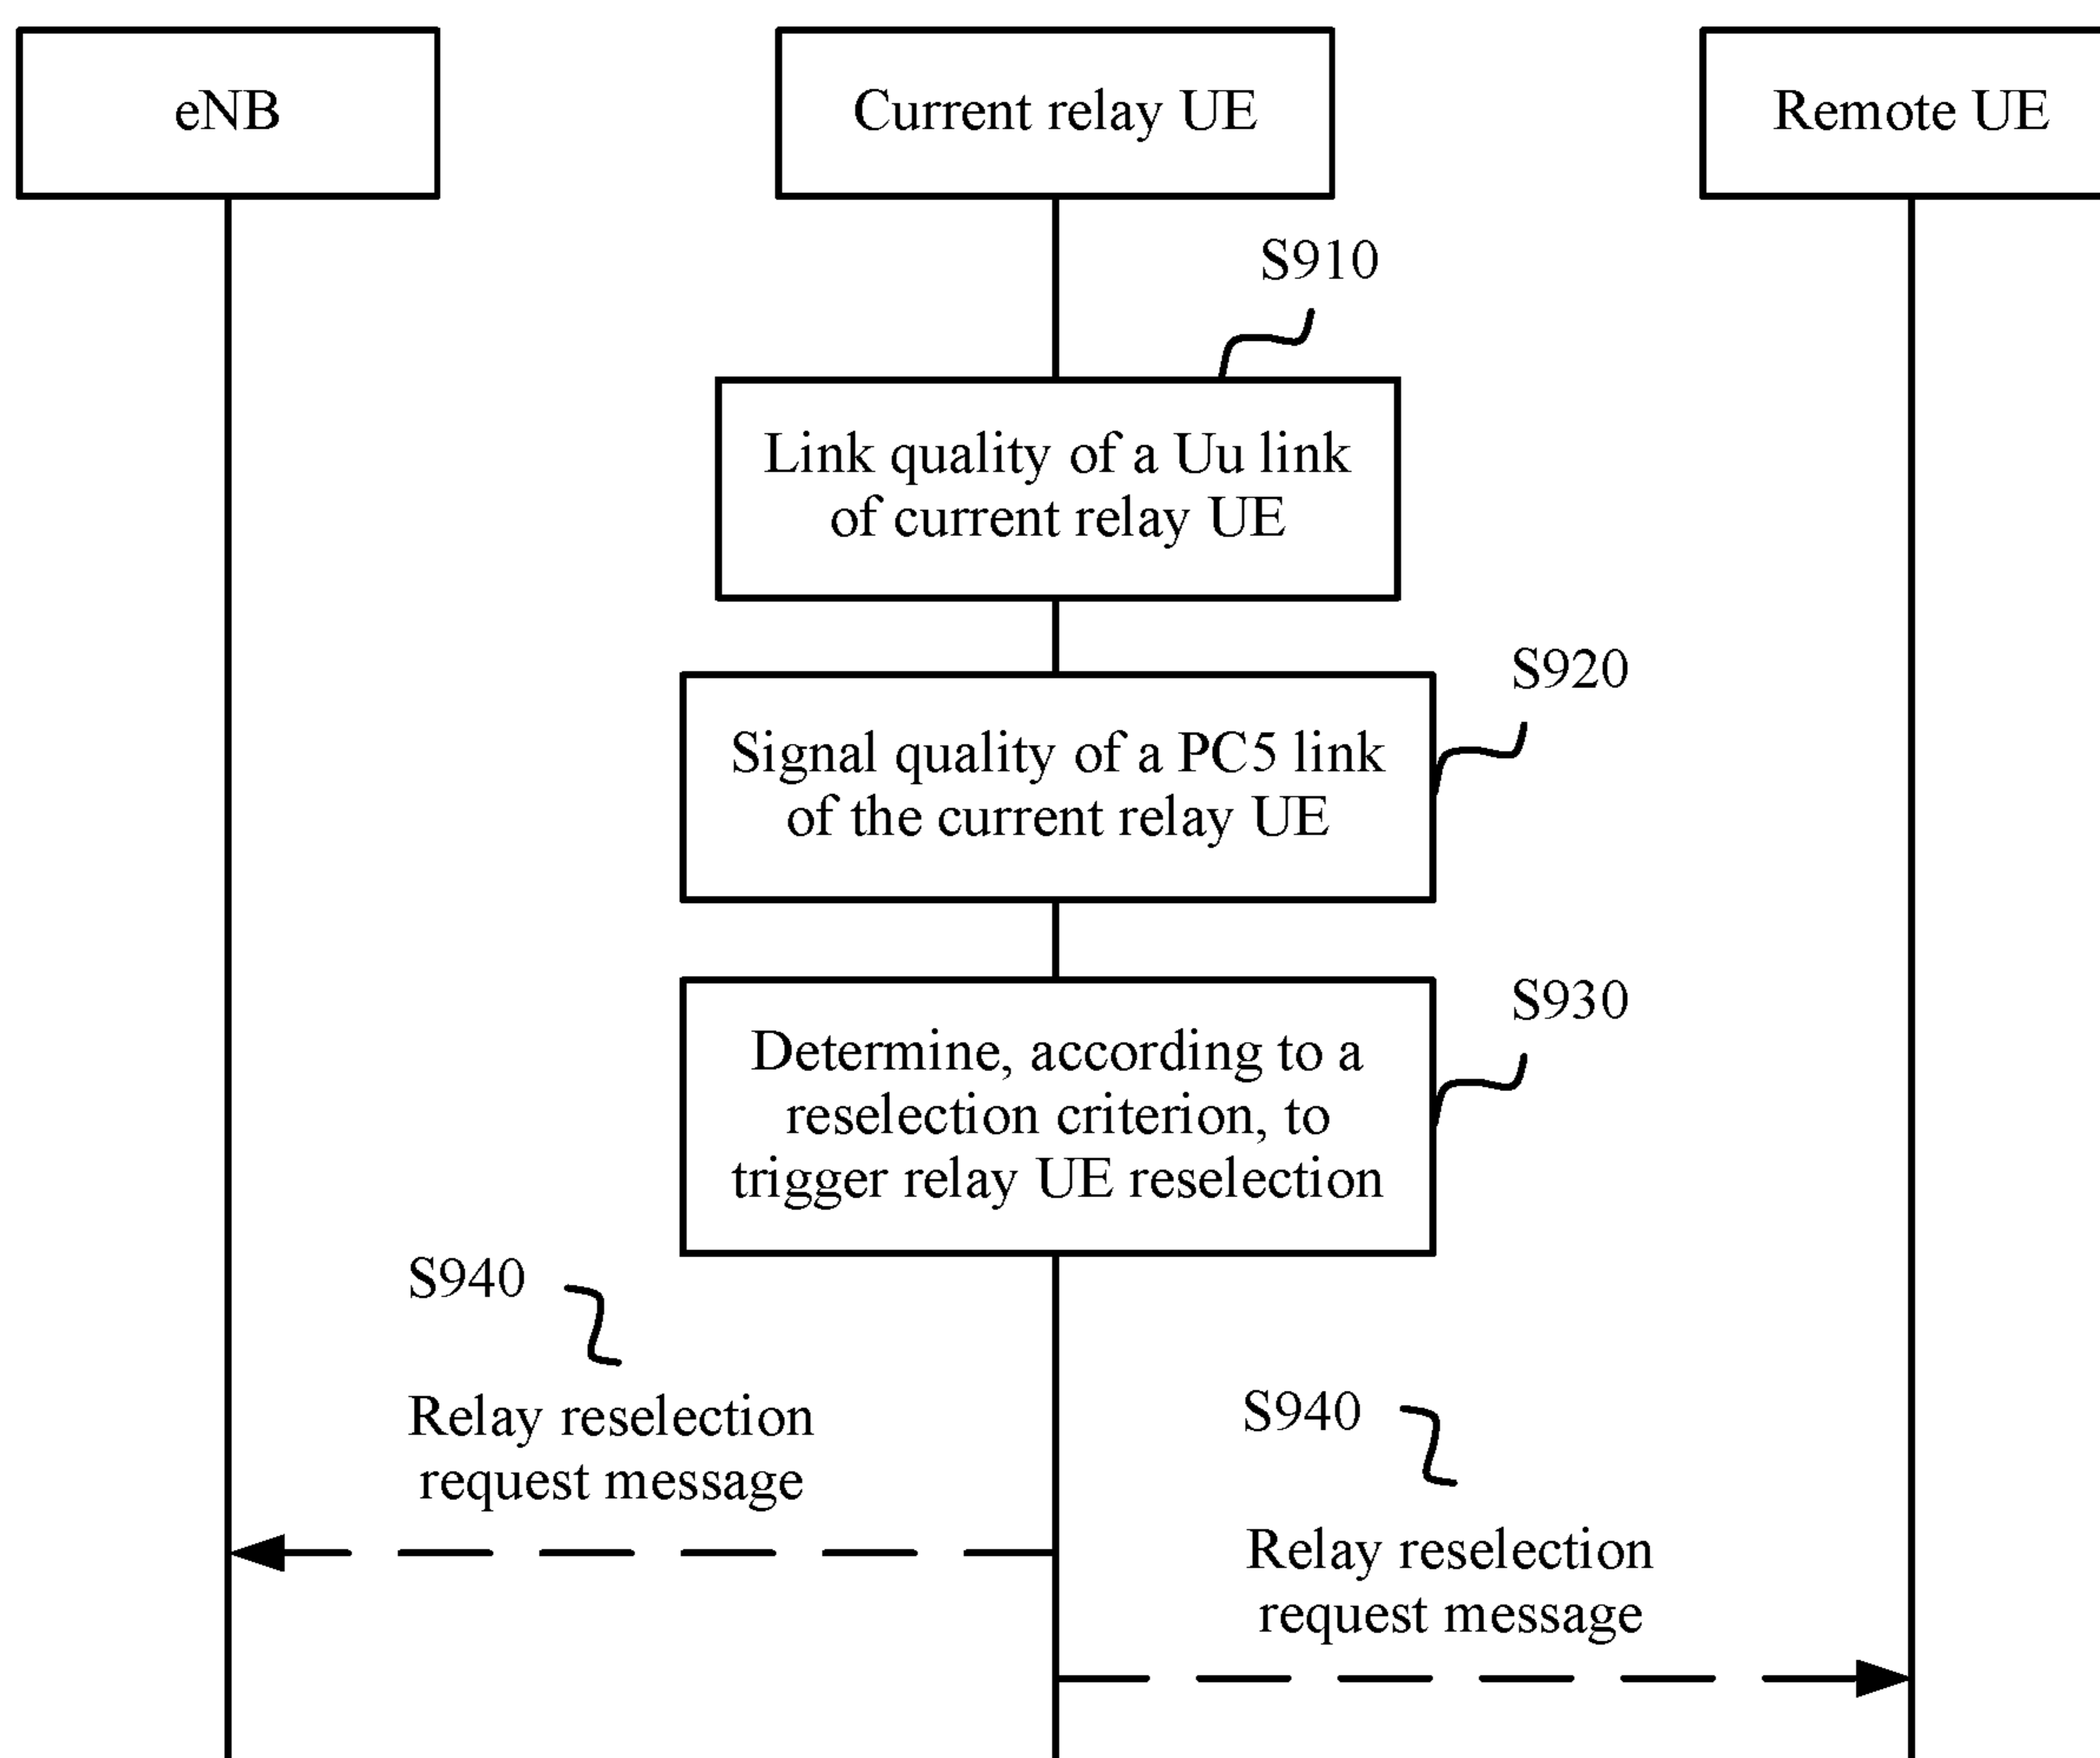 eNB
Current relay UE
Remote UE
S910
Link quality of a Uu link
of current relay UE
S920
Signal quality of a PC5 link
of the current relay UE
S930
Determine, according to a
reselection criterion, to
trigger relay UE reselection
S940
Relay reselection
request message
S940
Relay reselection
request message